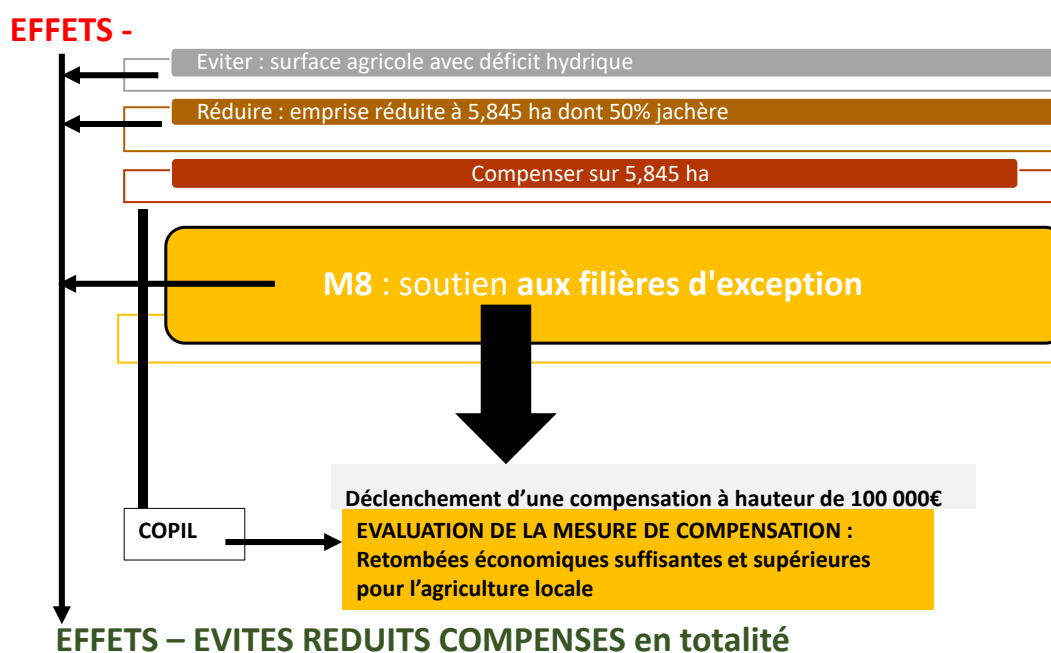 EFFETS -
Eviter : surface agricole avec déficit hydrique
Réduire : emprise réduite à 5,845 ha dont 50% jachère
Compenser sur 5,845 ha
M8 : soutien aux filières d'exception
Déclenchement d’une compensation à hauteur de 100 000€
COPIL
EVALUATION DE LA MESURE DE COMPENSATION :
Retombées économiques suffisantes et supérieures
pour l’agriculture locale
EFFETS – EVITES REDUITS COMPENSES en totalité